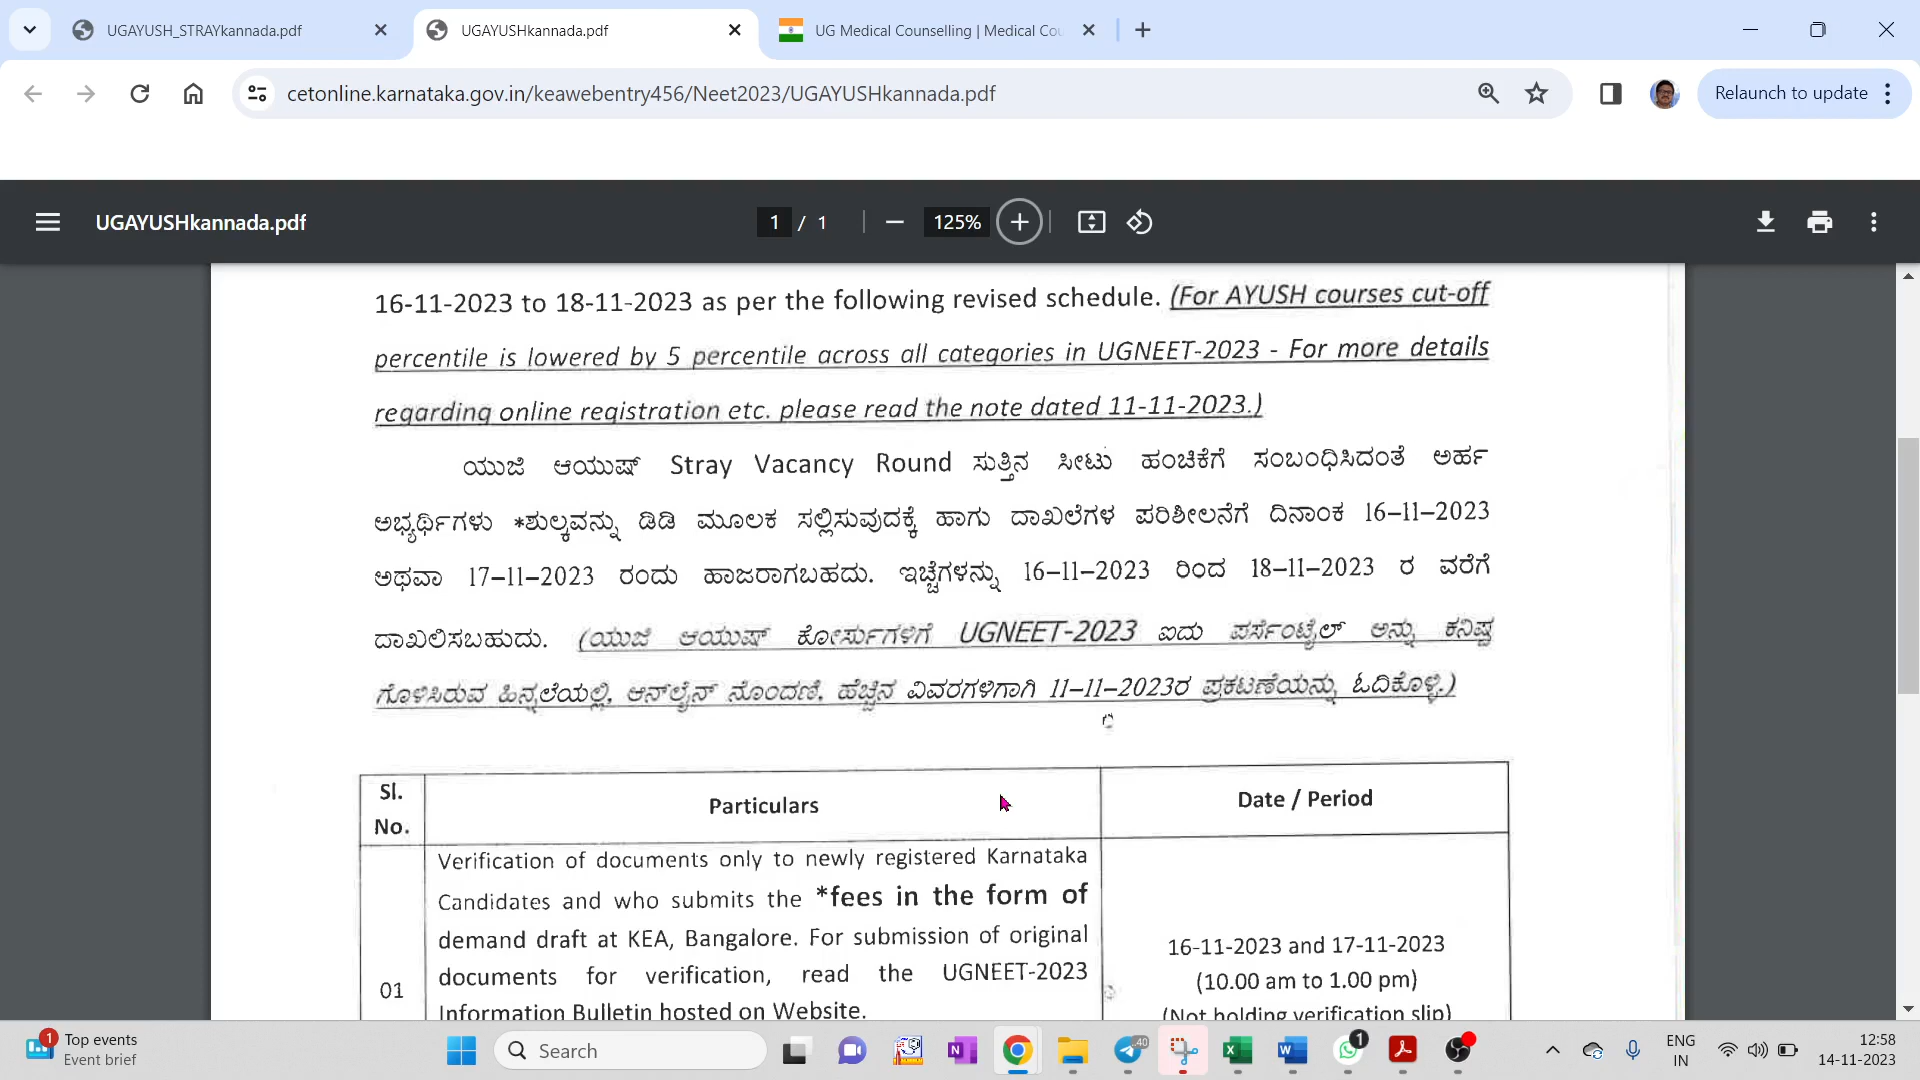 UGAYUSH_STRAYkannada.pdf
UGAYUSHkannada.pdf
UG Medical Counselling | Medical Cou
cetonline.karnataka.gov.in/keawebentry456/Neet2023/UGAYUSHkannada.pdf
Relaunch to update
UGAYUSHkannada.pdf
1 / 1
125%
16-11-2023 to 18-11-2023 as per the following revised schedule. (For AYUSH courses cut-off
percentile is lowered by 5 percentile across all categories in UGNEET-2023 - For more details
regarding online registration etc. please read the note dated 11-11-2023.)
ಯುಜಿ ಆಯುಷ್ Stray Vacancy Round ಸುತ್ತಿನ ಸೀಟು ಹಂಚಿಕೆಗೆ ಸಂಬಂಧಿಸಿದಂತೆ ಅರ್ಹ
ಅಭ್ಯರ್ಥಿಗಳು *ಶುಲ್ಕವನ್ನು ಡಿಡಿ ಮೂಲಕ ಸಲ್ಲಿಸುವುದಕ್ಕೆ ಹಾಗು ದಾಖಲೆಗಳ ಪರಿಶೀಲನೆಗೆ ದಿನಾಂಕ 16-11-2023
ಅಥವಾ 17-11-2023 ರಂದು ಹಾಜರಾಗಬಹದು. ಇಚ್ಚೆಗಳನ್ನು 16-11-2023 ರಿಂದ 18-11-2023 ರ ವರೆಗೆ
ದಾಖಲಿಸಬಹುದು. (ಯುಜಿ ಆಯುಷ್ ಕೋರ್ಸುಗಳಿಗೆ UGNEET-2023 ಐದು ಪರ್ಸೆಂಟೈಲ್ ಅನ್ನು ಕನಿಷ್ಠ
ಗೊಳಿಸಿರುವ ಹಿನ್ನಲೆಯಲ್ಲಿ, ಆನ್‌ಲೈನ್ ನೊಂದಣಿ, ಹೆಚ್ಚಿನ ವಿವರಗಳಿಗಾಗಿ 11-11-2023ರ ಪ್ರಕಟಣೆಯನ್ನು ಓದಿಕೊಳ್ಳಿ.)
Sl. No.
Particulars
Date / Period
01
Verification of documents only to newly registered Karnataka
Candidates and who submits the *fees in the form of
demand draft at KEA, Bangalore. For submission of original
documents for verification, read the UGNEET-2023
Information Bulletin hosted on Website.
16-11-2023 and 17-11-2023
(10.00 am to 1.00 pm)
(Not holding verification slip)
1
Top events
Event brief
Search
40
1
ENG
IN
12:58
14-11-2023